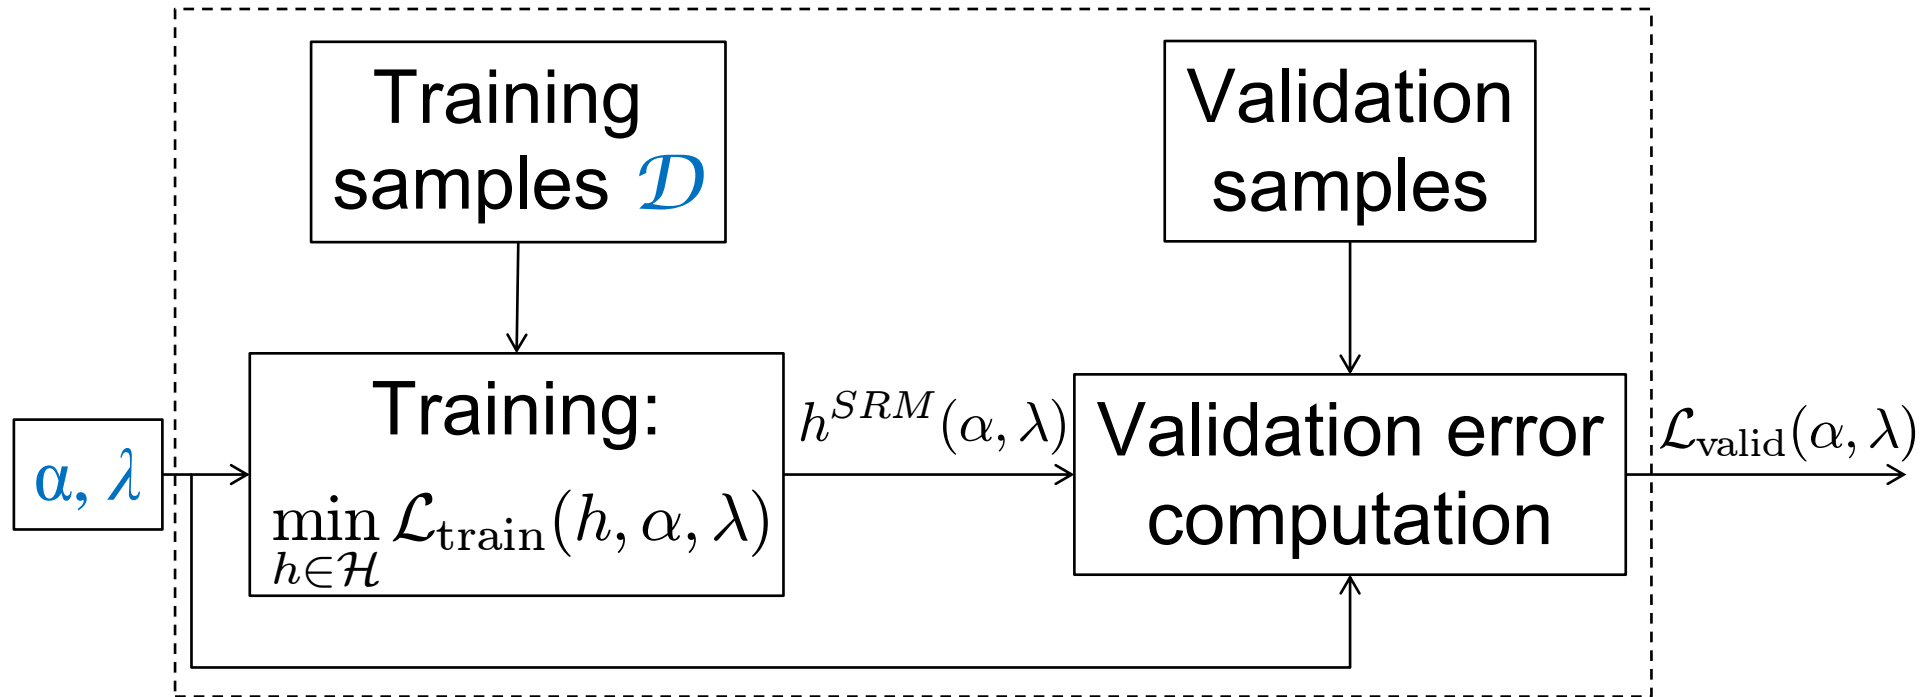 Training
samples 𝒟
Validation
samples
α, λ
Training:
min ℒtrain(h, α, λ)
h∈ℋ
h^SRM(α, λ)
Validation error
computation
ℒvalid(α, λ)